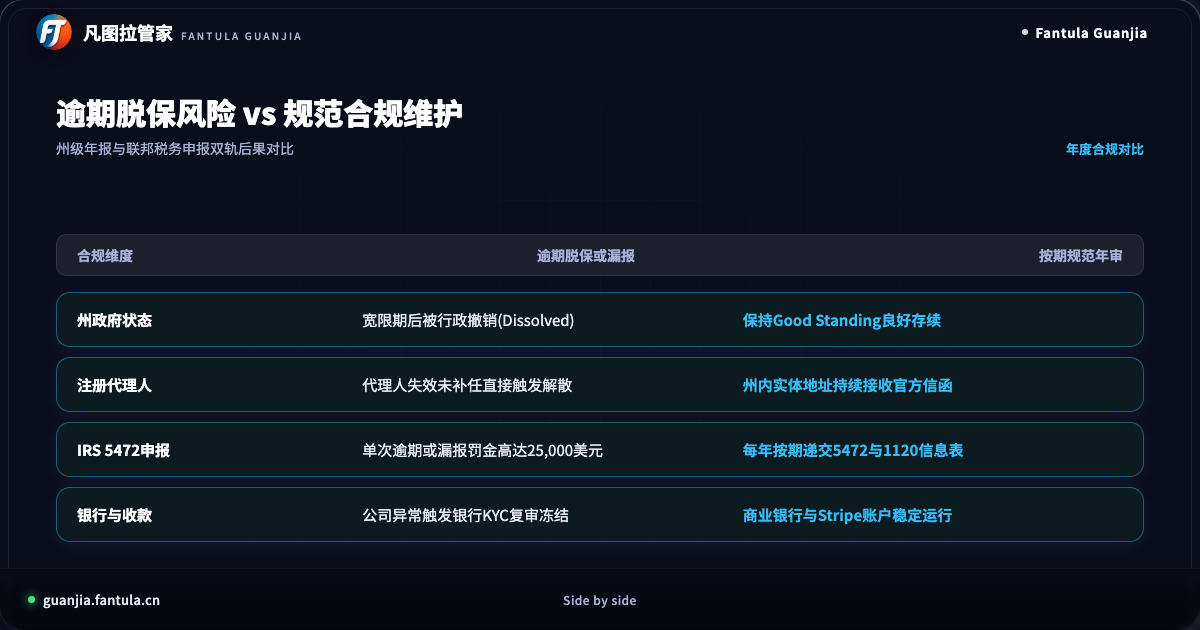 凡图拉管家 FANTULA GUANJIA
Fantula Guanjia
逾期脱保风险 vs 规范合规维护
州级年报与联邦税务申报双轨后果对比
年度合规对比
合规维度 逾期脱保或漏报 按期规范年审
州政府状态 宽限期后被行政撤销(Dissolved) 保持Good Standing良好存续
注册代理人 代理人失效未补任直接触发解散 州内实体地址持续接收官方信函
IRS 5472申报 单次逾期或漏报罚金高达25,000美元 每年按期递交5472与1120信息表
银行与收款 公司异常触发银行KYC复审冻结 商业银行与Stripe账户稳定运行
guanjia.fantula.cn
Side by side